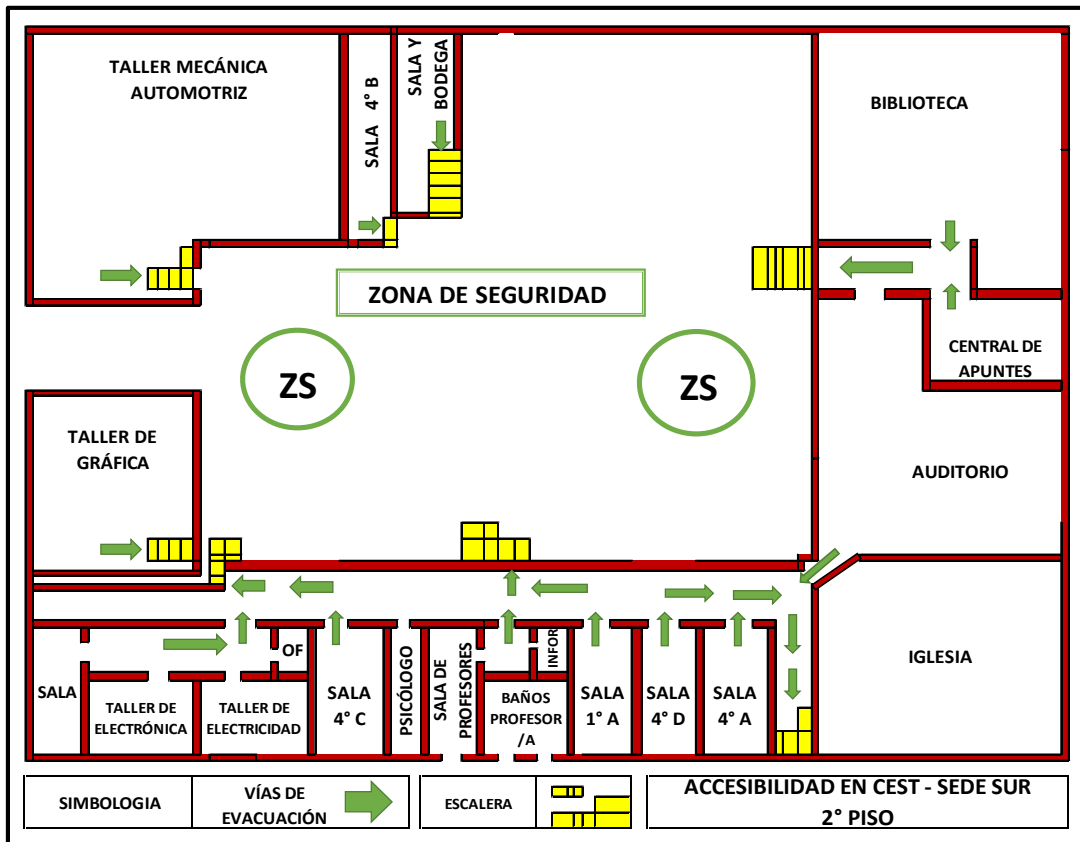 TALLER MECÁNICA
AUTOMOTRIZ
SALA 4° B
SALA Y
BODEGA
BIBLIOTECA
ZONA DE SEGURIDAD
ZS
ZS
CENTRAL DE
APUNTES
TALLER DE
GRÁFICA
AUDITORIO
IGLESIA
SALA
TALLER DE
ELECTRÓNICA
TALLER DE
ELECTRICIDAD
OF
SALA
4° C
PSICÓLOGO
SALA DE
PROFESORES
BAÑOS
PROFESOR
/A
INFOR
SALA
1° A
SALA
4° D
SALA
4° A
SIMBOLOGIA
VÍAS DE
EVACUACIÓN
ESCALERA
ACCESIBILIDAD EN CEST - SEDE SUR
2° PISO